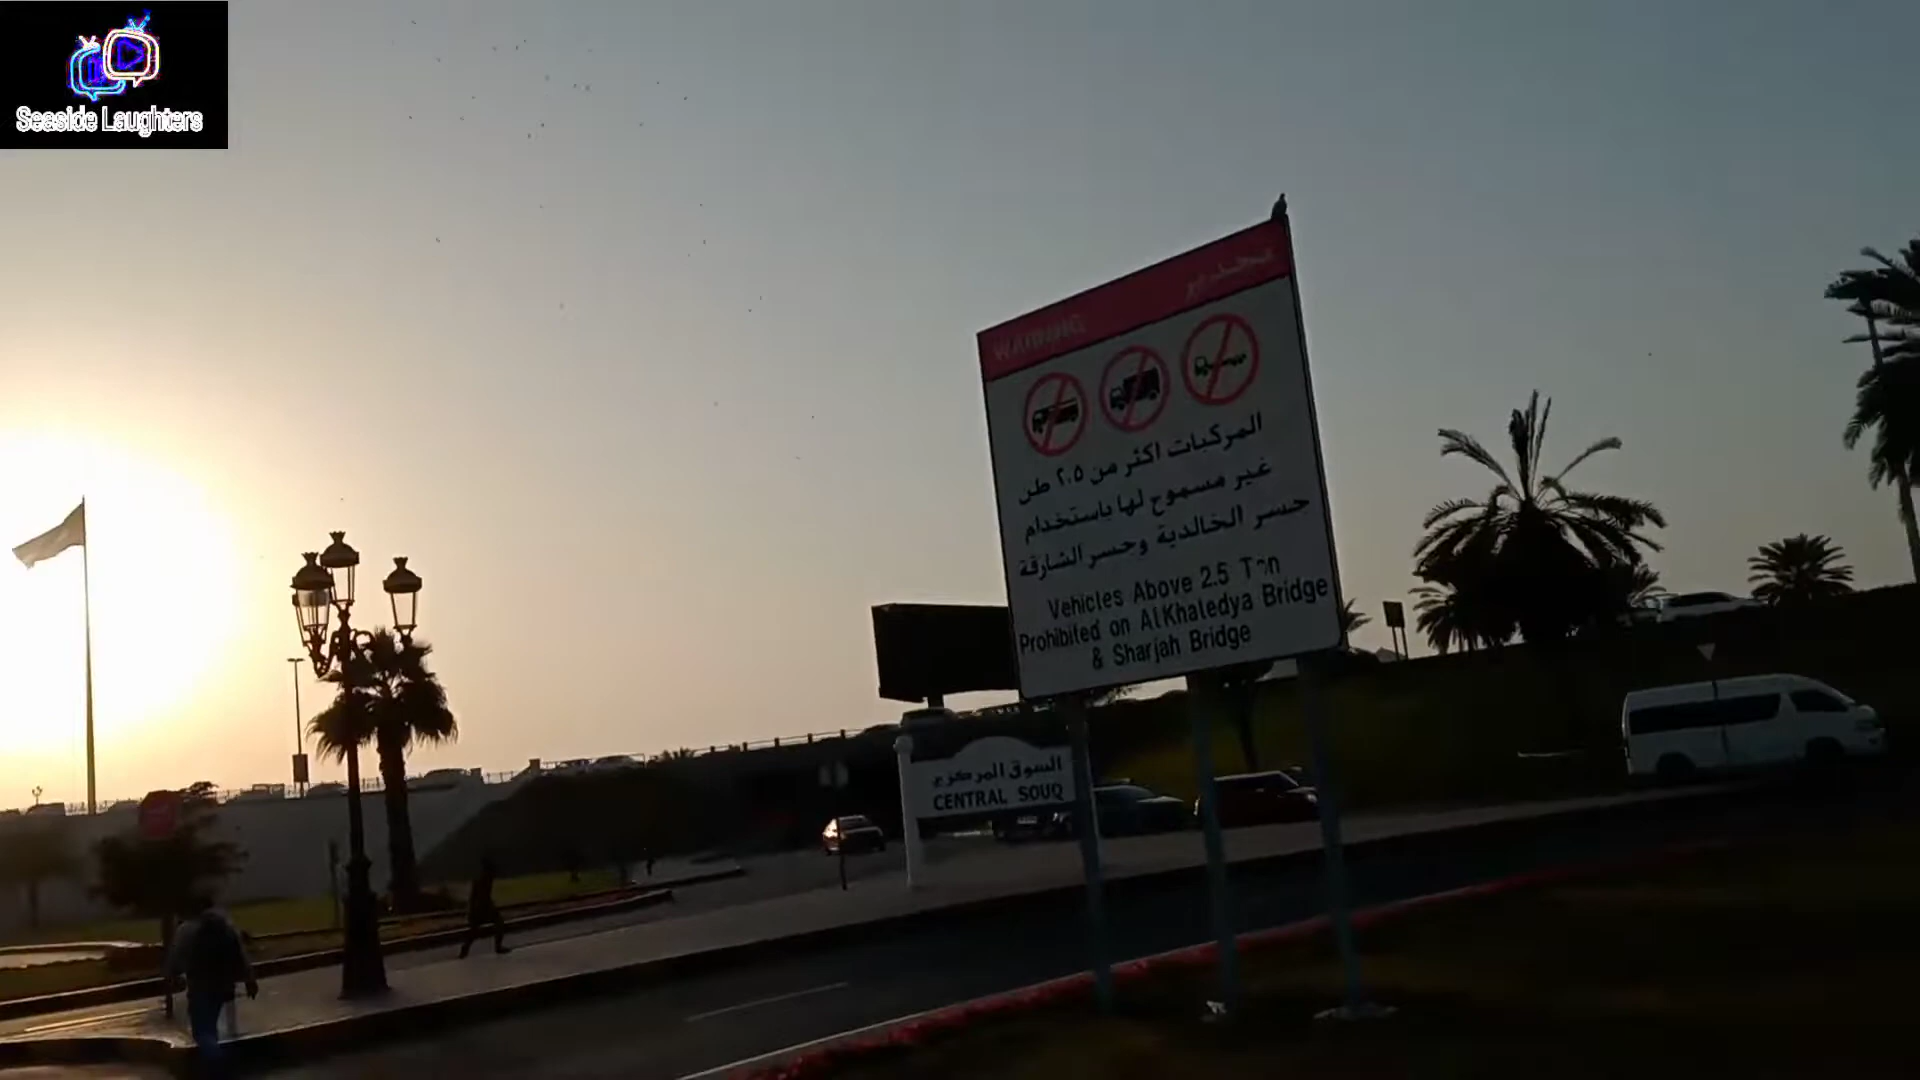 Seaside Laughters
تحذير
WARNING
المركبات اكثر من ٢.٥ طن
غير مسموح لها باستخدام
جسر الخالدية وجسر الشارقة
Vehicles Above 2.5 Ton
Prohibited on AlKhaledya Bridge
& Sharjah Bridge
السوق المركزي
CENTRAL SOUQ